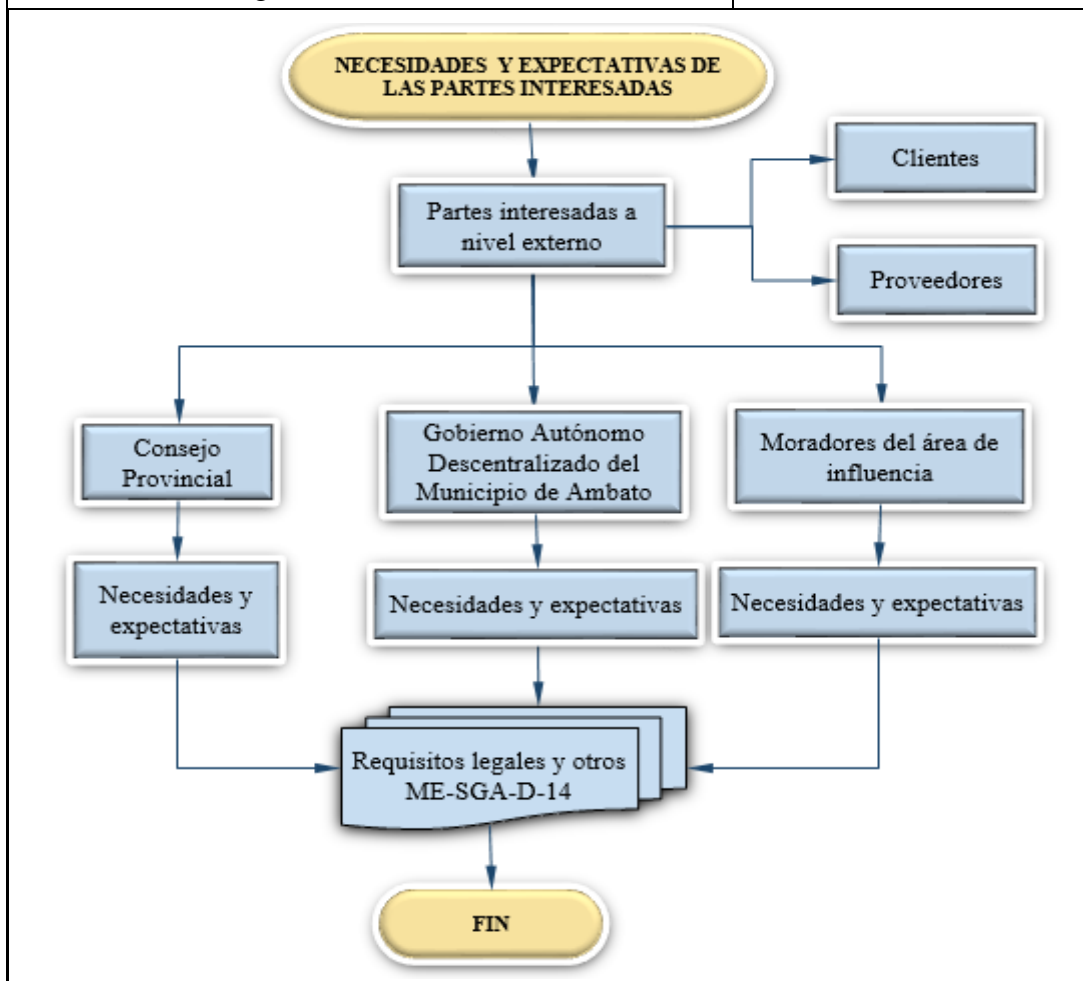 NECESIDADES Y EXPECTATIVAS DE
LAS PARTES INTERESADAS
Clientes
Partes interesadas a
nivel externo
Proveedores
Consejo
Provincial
Gobierno Autónomo
Descentralizado del
Municipio de Ambato
Moradores del área de
influencia
Necesidades y
expectativas
Necesidades y expectativas
Necesidades y expectativas
Requisitos legales y otros
ME-SGA-D-14
FIN